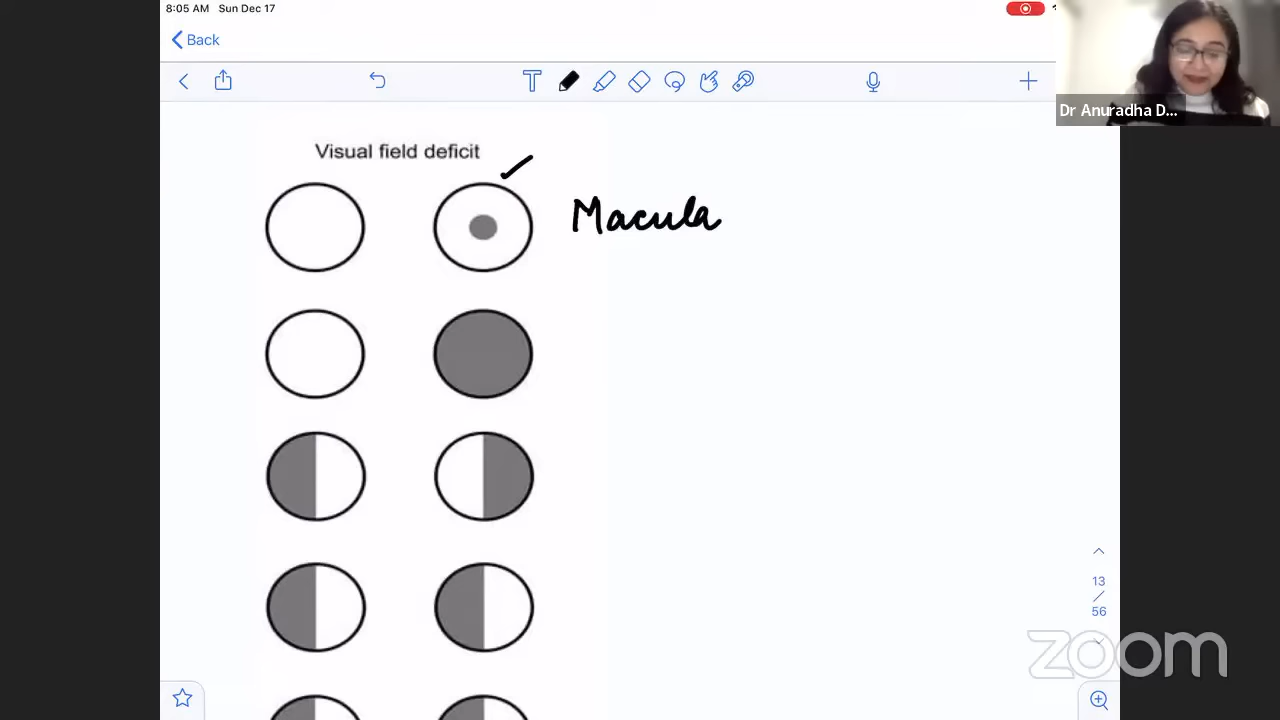 8:05 AM Sun Dec 17
Back
Dr Anuradha D...
Visual field deficit
Macula
13
/
56
zoom